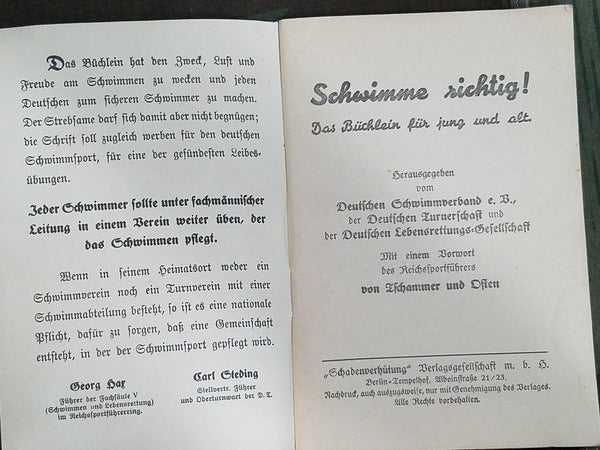 Das Büchlein hat den Zweck, Lust und
Freude am Schwimmen zu wecken und jeden
Deutschen zum sicheren Schwimmer zu machen.
Der Strebsame darf sich damit aber nicht begnügen;
die Schrift soll zugleich werben für den deutschen
Schwimmsport, für eine der gesündesten Leibes-
übungen.
Jeder Schwimmer sollte unter fachmännischer
Leitung in einem Verein weiter üben, der
das Schwimmen pflegt.
Wenn in seinem Heimatsort weder ein
Schwimmverein noch ein Turnverein mit einer
Schwimmabteilung besteht, so ist es eine nationale
Pflicht, dafür zu sorgen, daß eine Gemeinschaft
entsteht, in der der Schwimmsport gepflegt wird.
Georg Hax
Führer der Fachsäule V
(Schwimmen und Lebensrettung)
im Reichssportführerring.
Carl Steding
Stellvertr. Führer
und Oberturnwart der D. T.
Schwimme richtig!
Das Büchlein für jung und alt.
Herausgegeben
vom
Deutschen Schwimmverband e. V.,
der Deutschen Turnerschaft und
der Deutschen Lebensrettungs-Gesellschaft
Mit einem Vorwort
des Reichssportführers
von Tschammer und Osten
„Schadenverhütung" Verlagsgesellschaft m. b. H.
Berlin-Tempelhof, Alboinstraße 21/23.
Nachdruck, auch auszugsweise, nur mit Genehmigung des Verlages.
Alle Rechte vorbehalten.